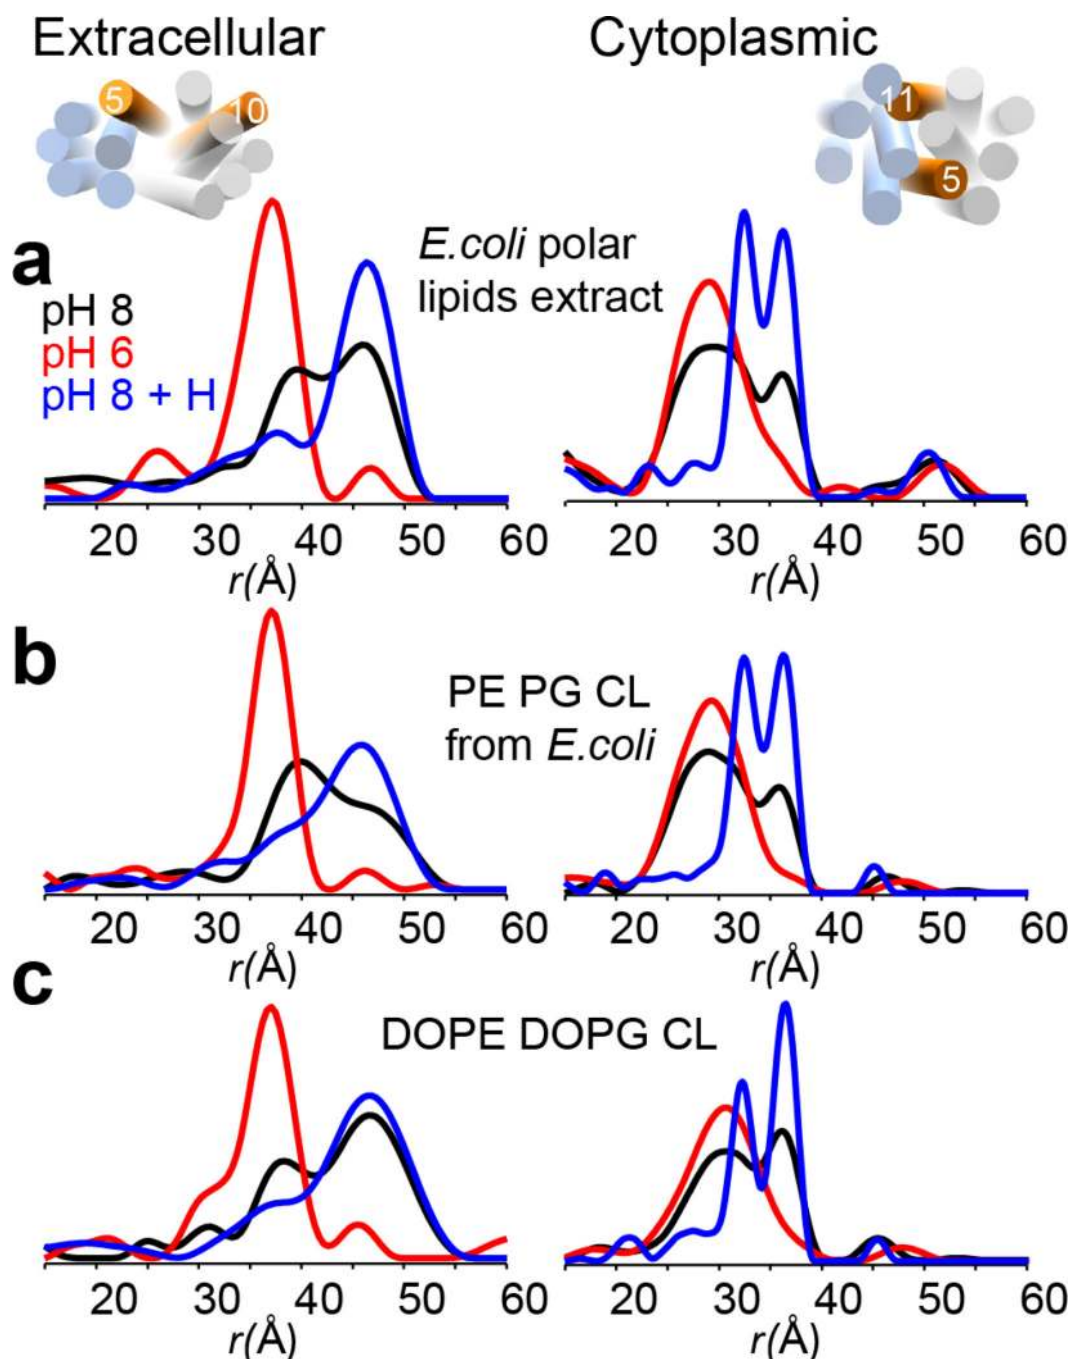 Extracellular Cytoplasmic
5 10 11 5
a
E.coli polar
lipids extract
pH 8
pH 6
pH 8 + H
20 30 40 50 60 20 30 40 50 60
r(Å) r(Å)
b
PE PG CL
from E.coli
20 30 40 50 60 20 30 40 50 60
r(Å) r(Å)
c
DOPE DOPG CL
20 30 40 50 60 20 30 40 50 60
r(Å) r(Å)